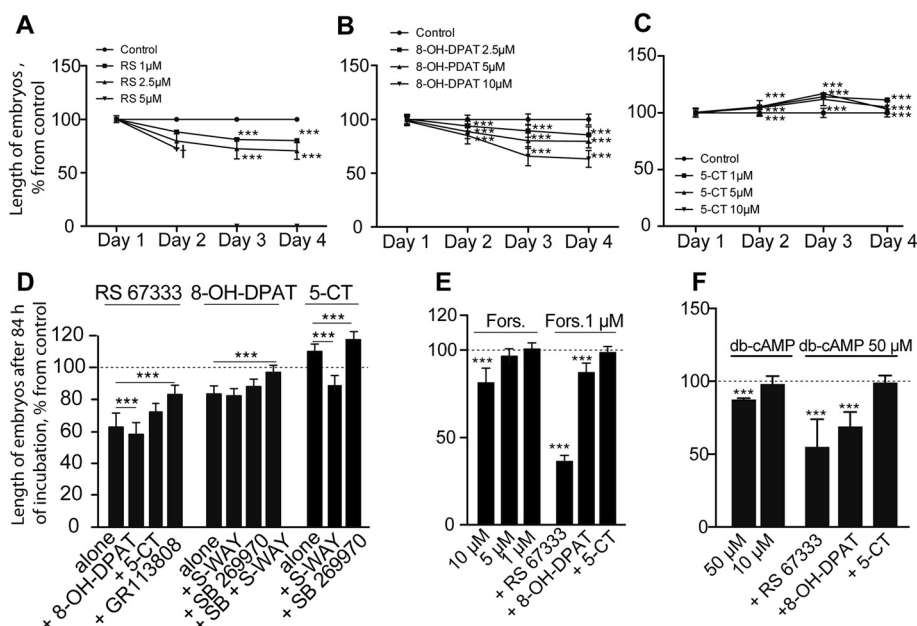 A
Control
RS 1µM
RS 2.5µM
RS 5µM
Length of embryos ,
% from control
150
100
50
0
***
***
***
***
†
Day 1 Day 2 Day 3 Day 4
B
Control
8-OH-DPAT 2.5µM
8-OH-PDAT 5µM
8-OH-DPAT 10µM
150
100
50
0
***
***
***
***
***
***
***
***
***
Day 1 Day 2 Day 3 Day 4
C
150
100
50
0
***
***
***
***
***
***
***
***
***
Control
5-CT 1µM
5-CT 5µM
5-CT 10µM
Day 1 Day 2 Day 3 Day 4
D
RS 67333 8-OH-DPAT 5-CT
Length of embryos after 84 h
of incubation, % from control
120
100
80
60
40
20
0
***
***
***
***
***
alone
+ 8-OH-DPAT
+ 5-CT
+ GR113808
alone
+ S-WAY
+ SB 269970
+ SB + S-WAY
alone
+ S-WAY
+ SB 269970
E
Fors. Fors.1 µM
100
50
0
***
***
***
10 µM
5 µM
1 µM
+ RS 67333
+ 8-OH-DPAT
+ 5-CT
F
db-cAMP db-cAMP 50 µM
100
50
0
***
***
***
50 µM
10 µM
+ RS 67333
+8-OH-DPAT
+ 5-CT